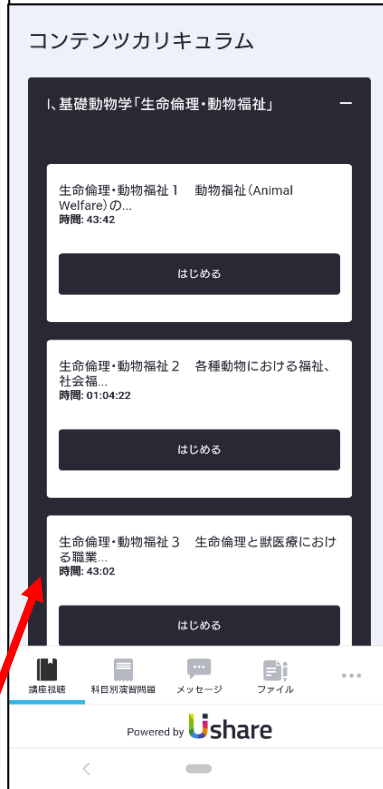 コンテンツカリキュラム
I、基礎動物学「生命倫理・動物福祉」
生命倫理・動物福祉１　動物福祉（Animal
Welfare）の...
時間: 43:42
はじめる
生命倫理・動物福祉２　各種動物における福祉、
社会福...
時間: 01:04:22
はじめる
生命倫理・動物福祉３　生命倫理と獣医療におけ
る職業...
時間: 43:02
はじめる
講座視聴 科目別演習問題 メッセージ ファイル
Powered by Ushare